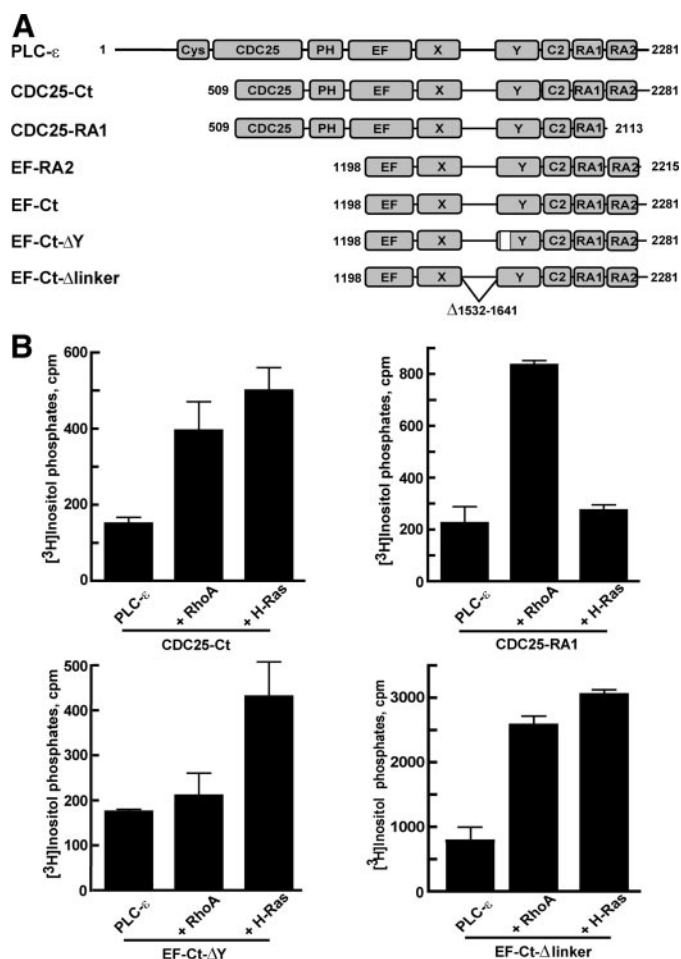 A
PLC-ε 1 Cys CDC25 PH EF X Y C2 RA1 RA2 2281
CDC25-Ct 509 CDC25 PH EF X Y C2 RA1 RA2 2281
CDC25-RA1 509 CDC25 PH EF X Y C2 RA1 2113
EF-RA2 1198 EF X Y C2 RA1 RA2 2215
EF-Ct 1198 EF X Y C2 RA1 RA2 2281
EF-Ct-ΔY 1198 EF X Y C2 RA1 RA2 2281
EF-Ct-Δlinker 1198 EF X Y C2 RA1 RA2 2281
Δ1532-1641
B
[³H]Inositol phosphates, cpm
600
400
200
0
PLC-ε
+ RhoA
+ H-Ras
CDC25-Ct
[³H]Inositol phosphates, cpm
800
600
400
200
0
PLC-ε
+ RhoA
+ H-Ras
CDC25-RA1
[³H]Inositol phosphates, cpm
500
400
300
200
100
0
PLC-ε
+ RhoA
+ H-Ras
EF-Ct-ΔY
[³H]Inositol phosphates, cpm
3000
2000
1000
0
PLC-ε
+ RhoA
+ H-Ras
EF-Ct-Δlinker